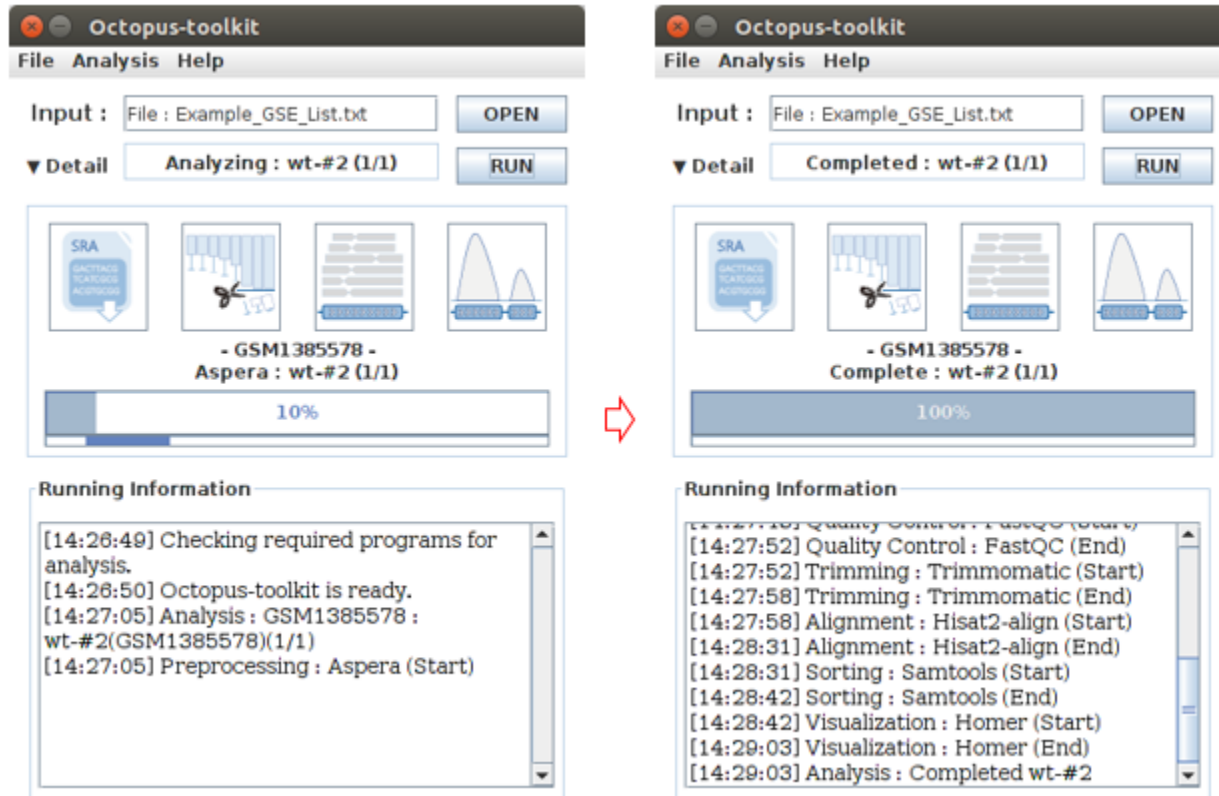 Octopus-toolkit
File Analysis Help
Input : File : Example_GSE_List.txt OPEN
▼ Detail Analyzing : wt-#2 (1/1) RUN
SRA
GACTTACG
TCATCGCG
ACGTGCGG
- GSM1385578 -
Aspera : wt-#2 (1/1)
10%
Running Information
[14:26:49] Checking required programs for
analysis.
[14:26:50] Octopus-toolkit is ready.
[14:27:05] Analysis : GSM1385578 :
wt-#2(GSM1385578)(1/1)
[14:27:05] Preprocessing : Aspera (Start)
Octopus-toolkit
File Analysis Help
Input : File : Example_GSE_List.txt OPEN
▼ Detail Completed : wt-#2 (1/1) RUN
SRA
GACTTACG
TCATCGCG
ACGTGCGG
- GSM1385578 -
Complete : wt-#2 (1/1)
100%
Running Information
Quality Control : FastQC (Start)
[14:27:52] Quality Control : FastQC (End)
[14:27:52] Trimming : Trimmomatic (Start)
[14:27:58] Trimming : Trimmomatic (End)
[14:27:58] Alignment : Hisat2-align (Start)
[14:28:31] Alignment : Hisat2-align (End)
[14:28:31] Sorting : Samtools (Start)
[14:28:42] Sorting : Samtools (End)
[14:28:42] Visualization : Homer (Start)
[14:29:03] Visualization : Homer (End)
[14:29:03] Analysis : Completed wt-#2